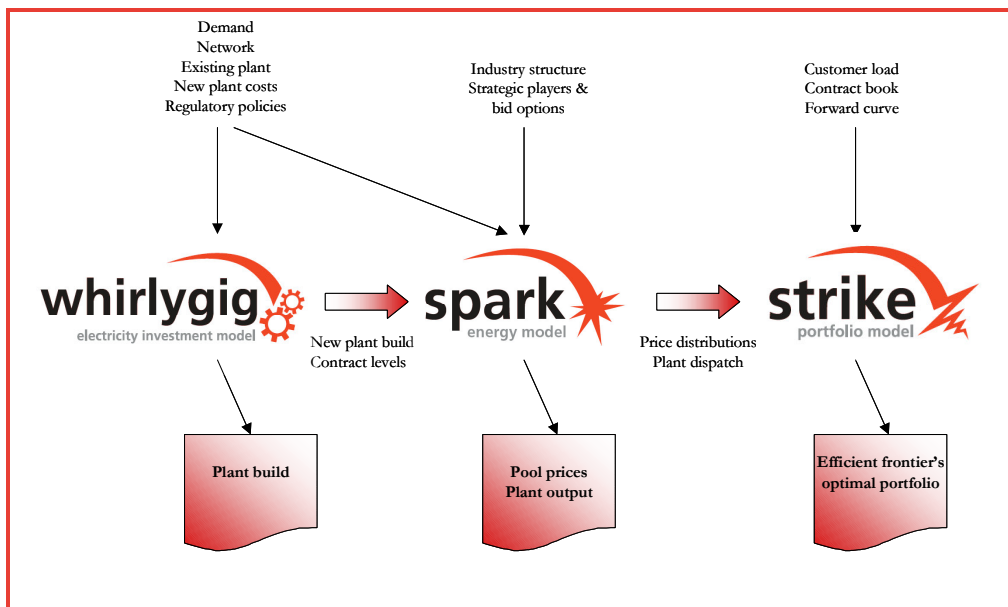 Demand
Network
Existing plant
New plant costs
Regulatory policies
Industry structure
Strategic players &
bid options
Customer load
Contract book
Forward curve
whirlygig
electricity investment model
New plant build
Contract levels
spark
energy model
Price distributions
Plant dispatch
strike
portfolio model
Plant build
Pool prices
Plant output
Efficient frontier's
optimal portfolio